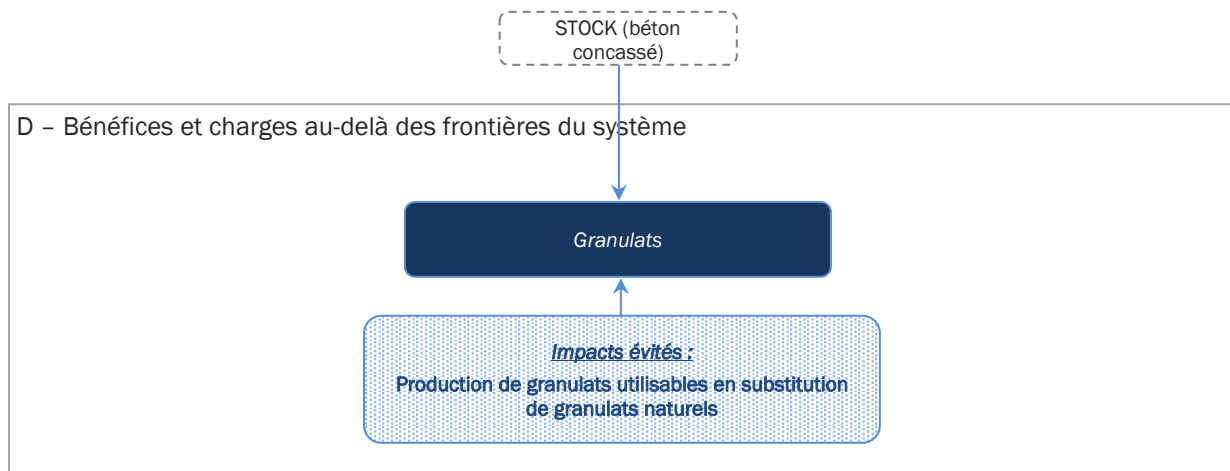 STOCK (béton
concassé)
D – Bénéfices et charges au-delà des frontières du système
Granulats
Impacts évités :
Production de granulats utilisables en substitution
de granulats naturels